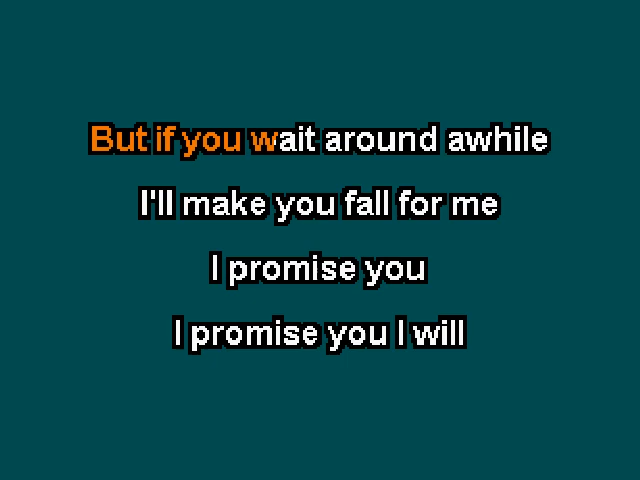 But if you wait around awhile
I'll make you fall for me
I promise you
I promise you I will